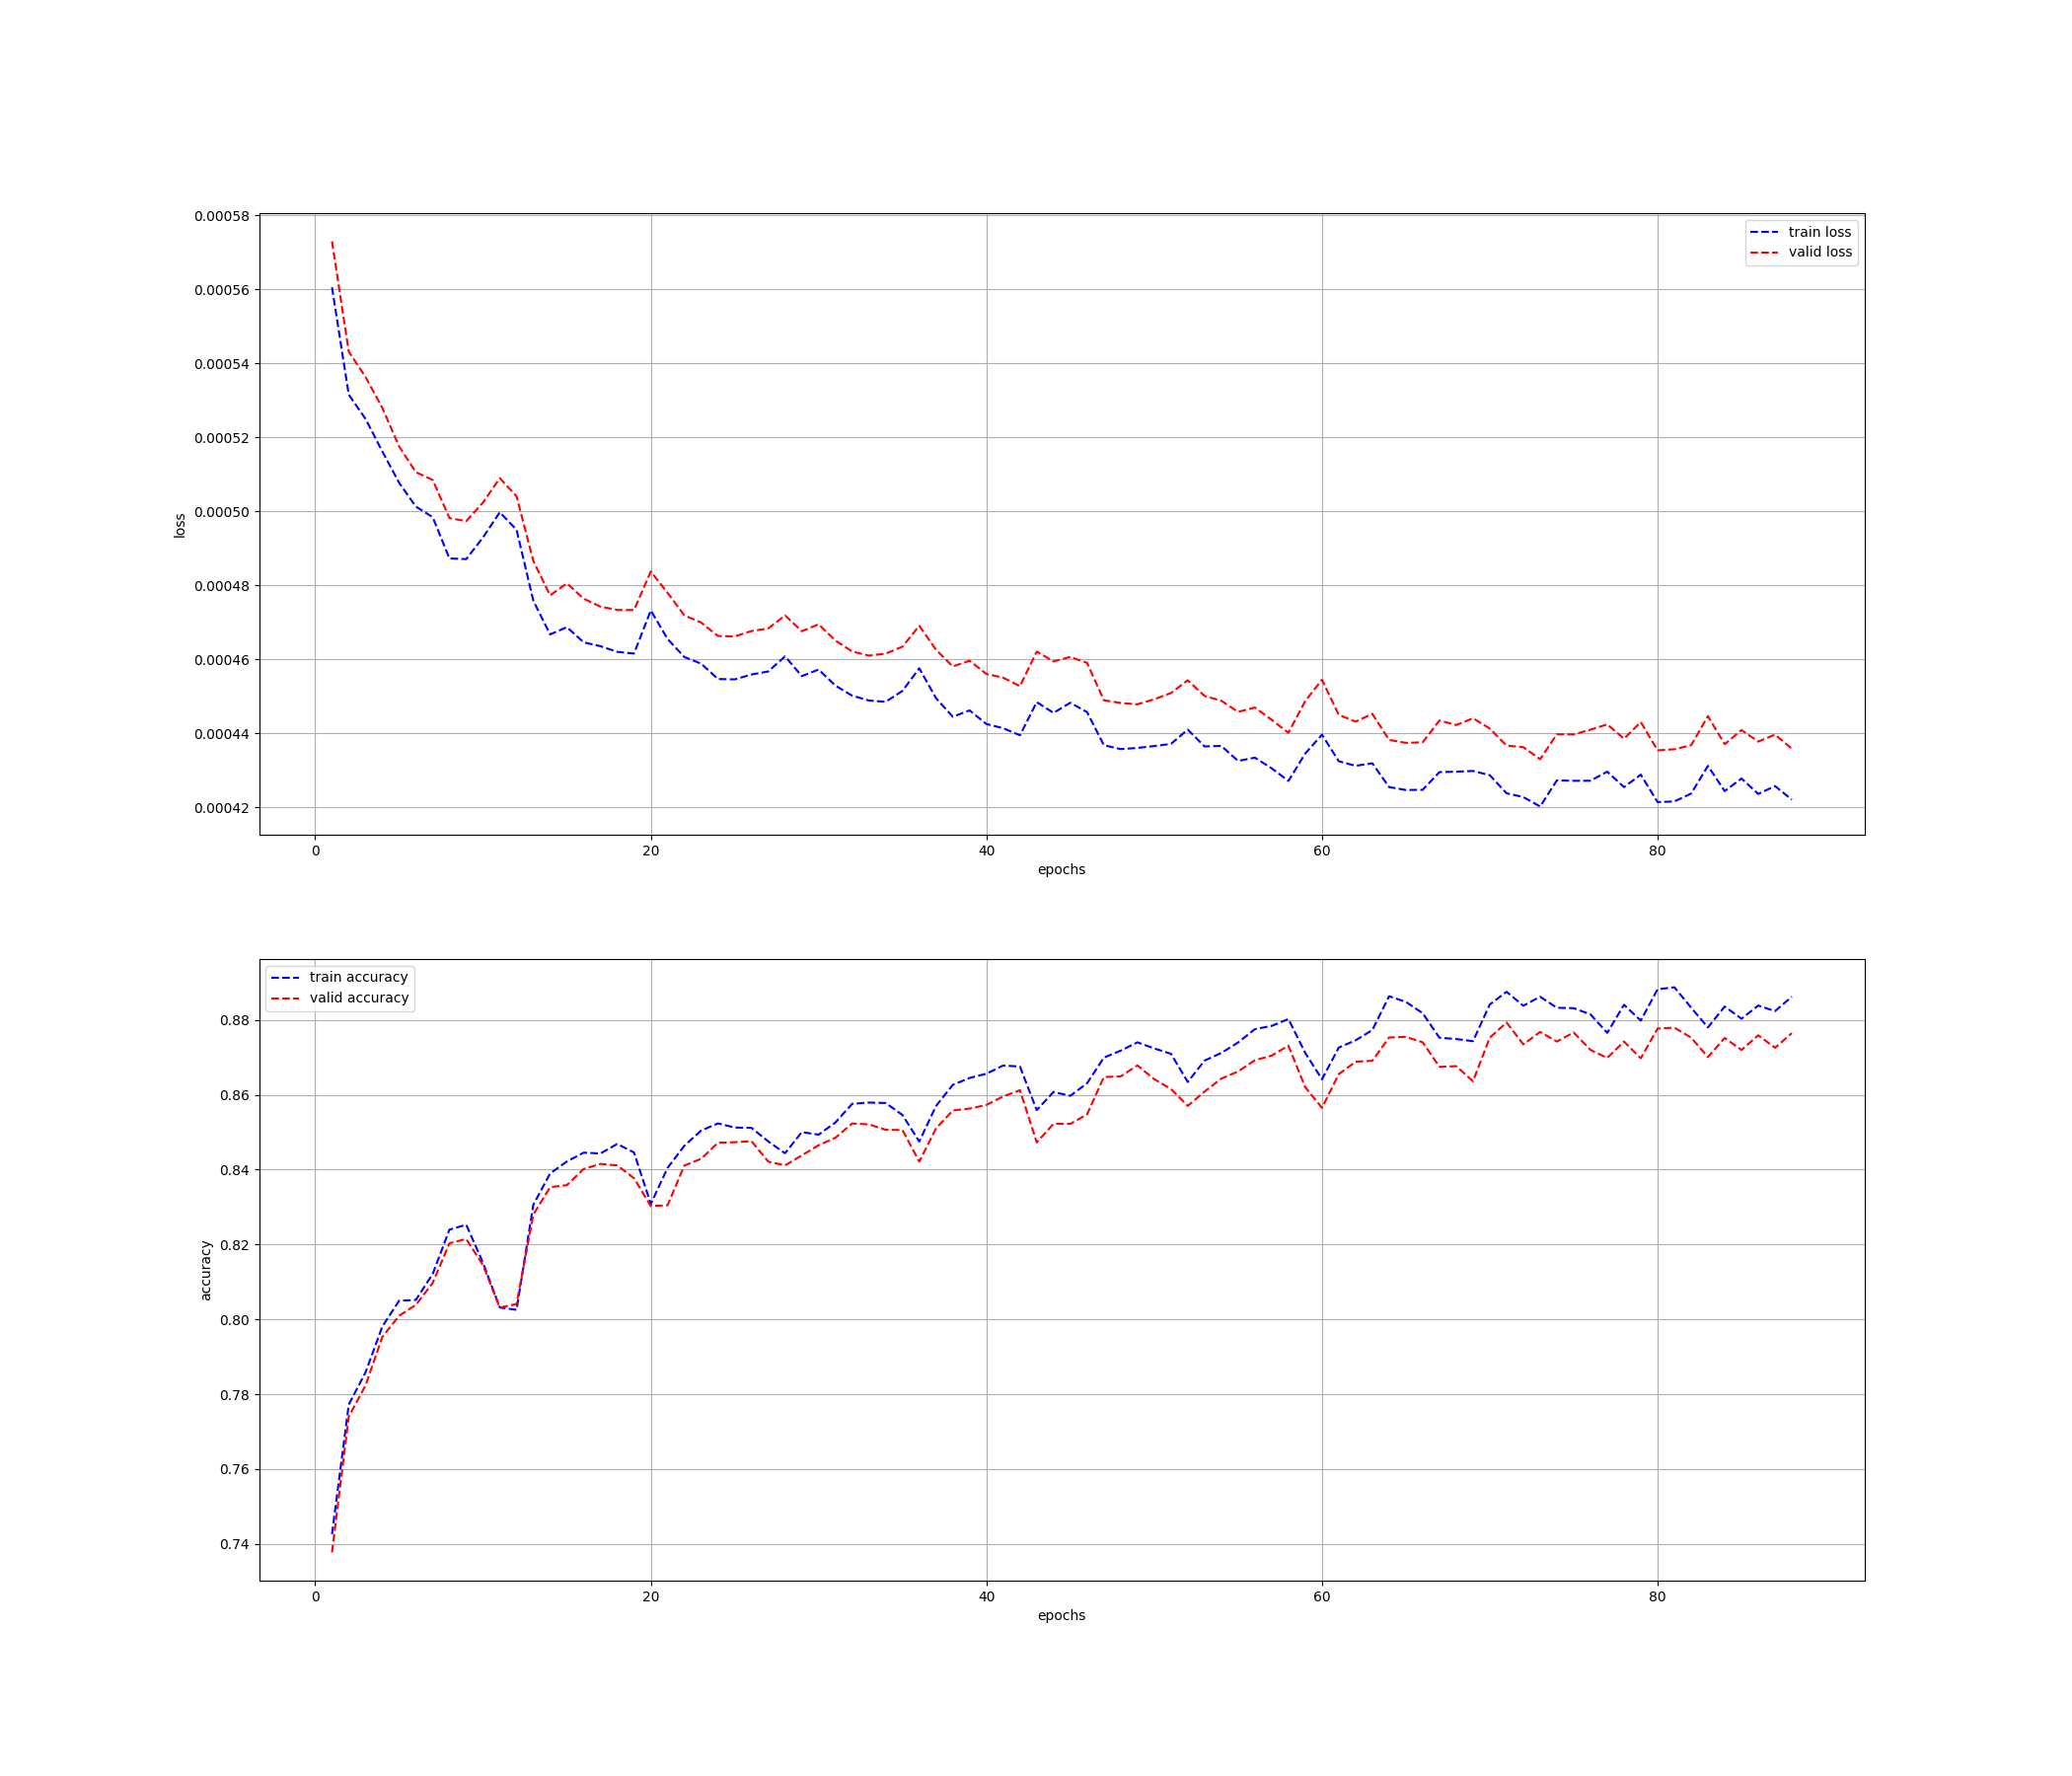 0.00058
0.00056
0.00054
0.00052
0.00050
0.00048
0.00046
0.00044
0.00042
loss
train loss
valid loss
0 20 40 60 80
epochs
train accuracy
valid accuracy
0.88
0.86
0.84
0.82
0.80
0.78
0.76
0.74
accuracy
0 20 40 60 80
epochs